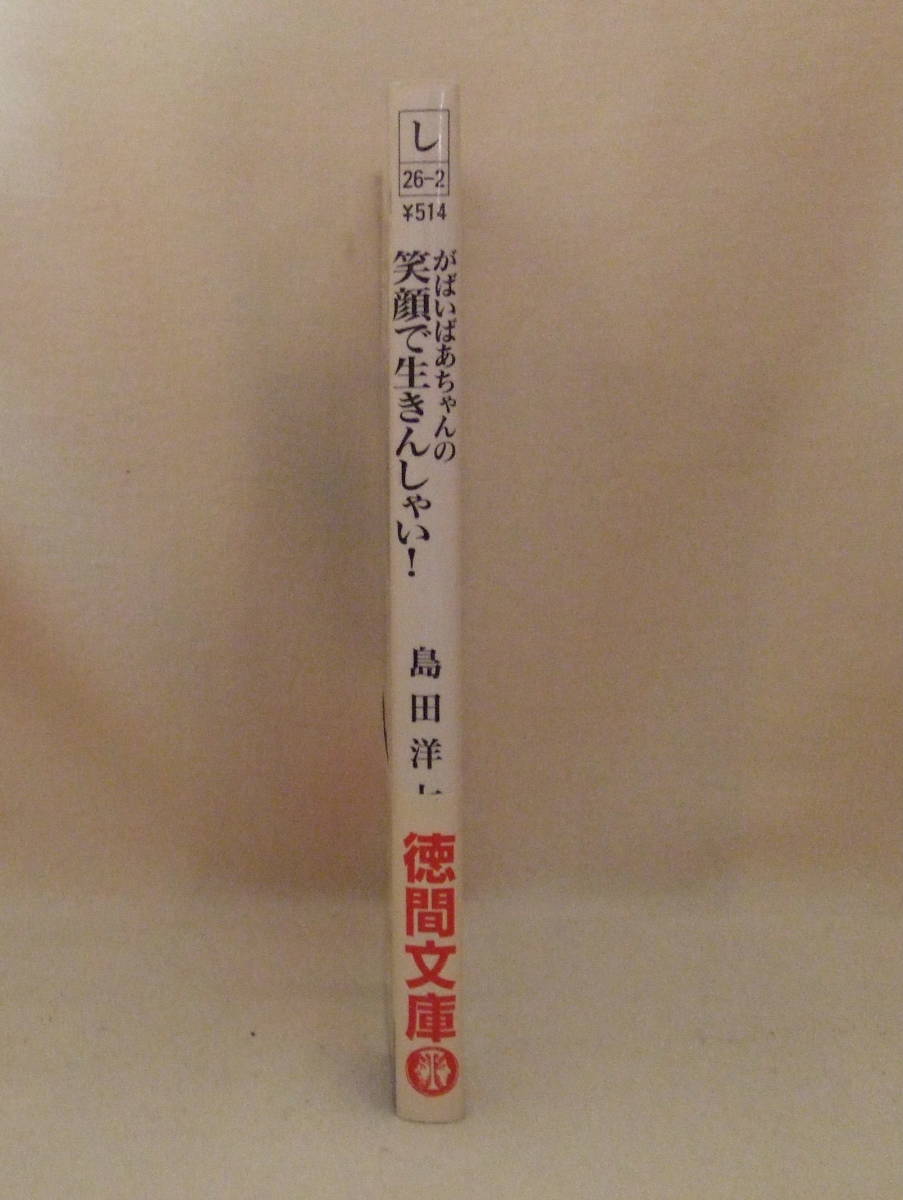 し
26-2
¥514
がばいばあちゃんの
笑顔で生きんしゃい!
島田洋七
徳間文庫